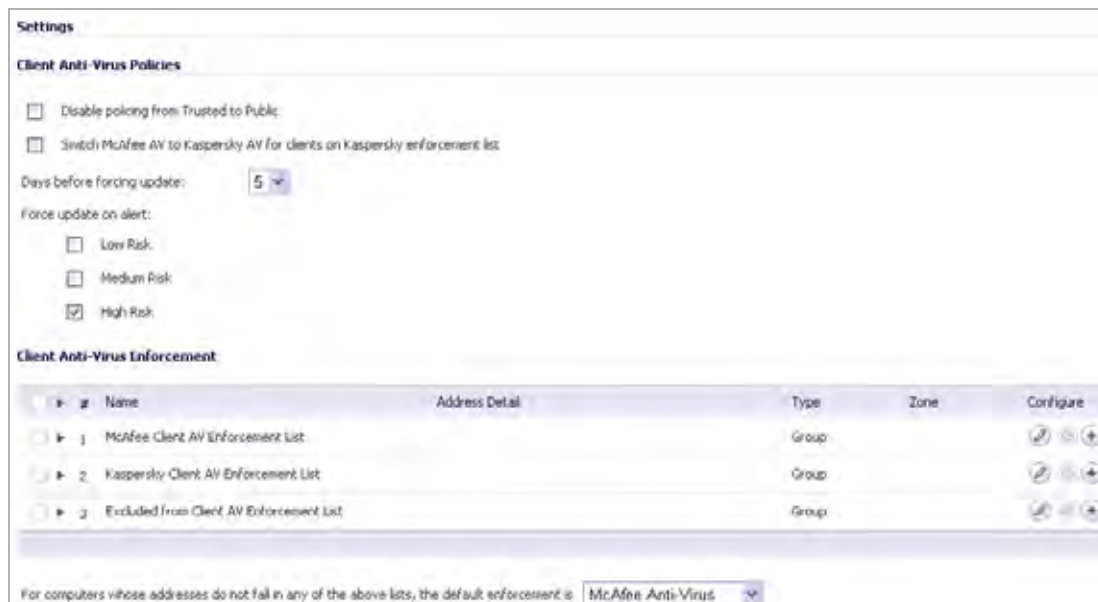 Settings
Client Anti-Virus Policies
Disable policing from Trusted to Public
Switch McAfee AV to Kaspersky AV for clients on Kaspersky enforcement list
Days before forcing update: 5
Force update on alert:
Low Risk
Medium Risk
High Risk
Client Anti-Virus Enforcement
# Name Address Detail Type Zone Configure
1 McAfee Client AV Enforcement List Group
2 Kaspersky Client AV Enforcement List Group
3 Excluded from Client AV Enforcement List Group
For computers whose addresses do not fall in any of the above lists, the default enforcement is McAfee Anti-Virus